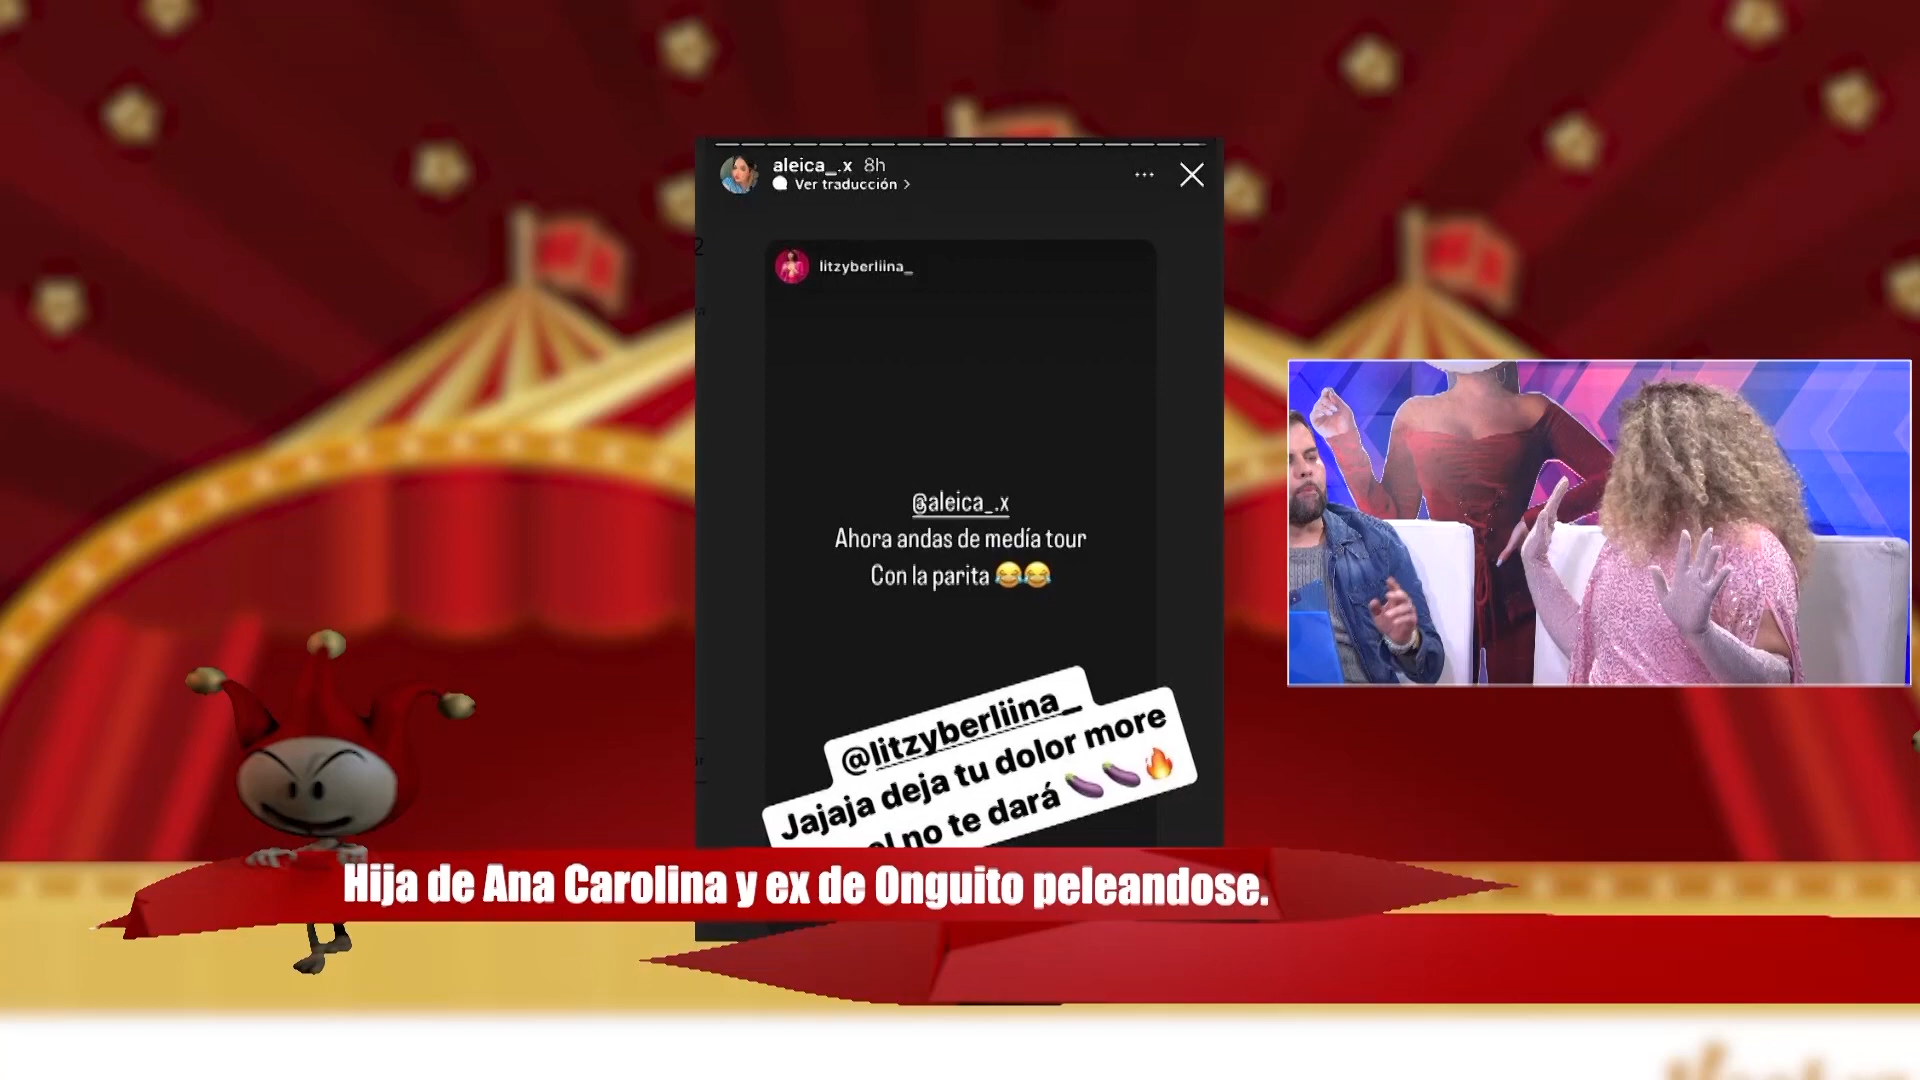 aleica_.x 8h
Ver traducción >
litzyberliina_
@aleica_.x
Ahora andas de medía tour
Con la parita 😂😂
@litzyberliina_
Jajaja deja tu dolor more
no te dará 🍆🍆🔥
Hija de Ana Carolina y ex de Onguito peleandose.